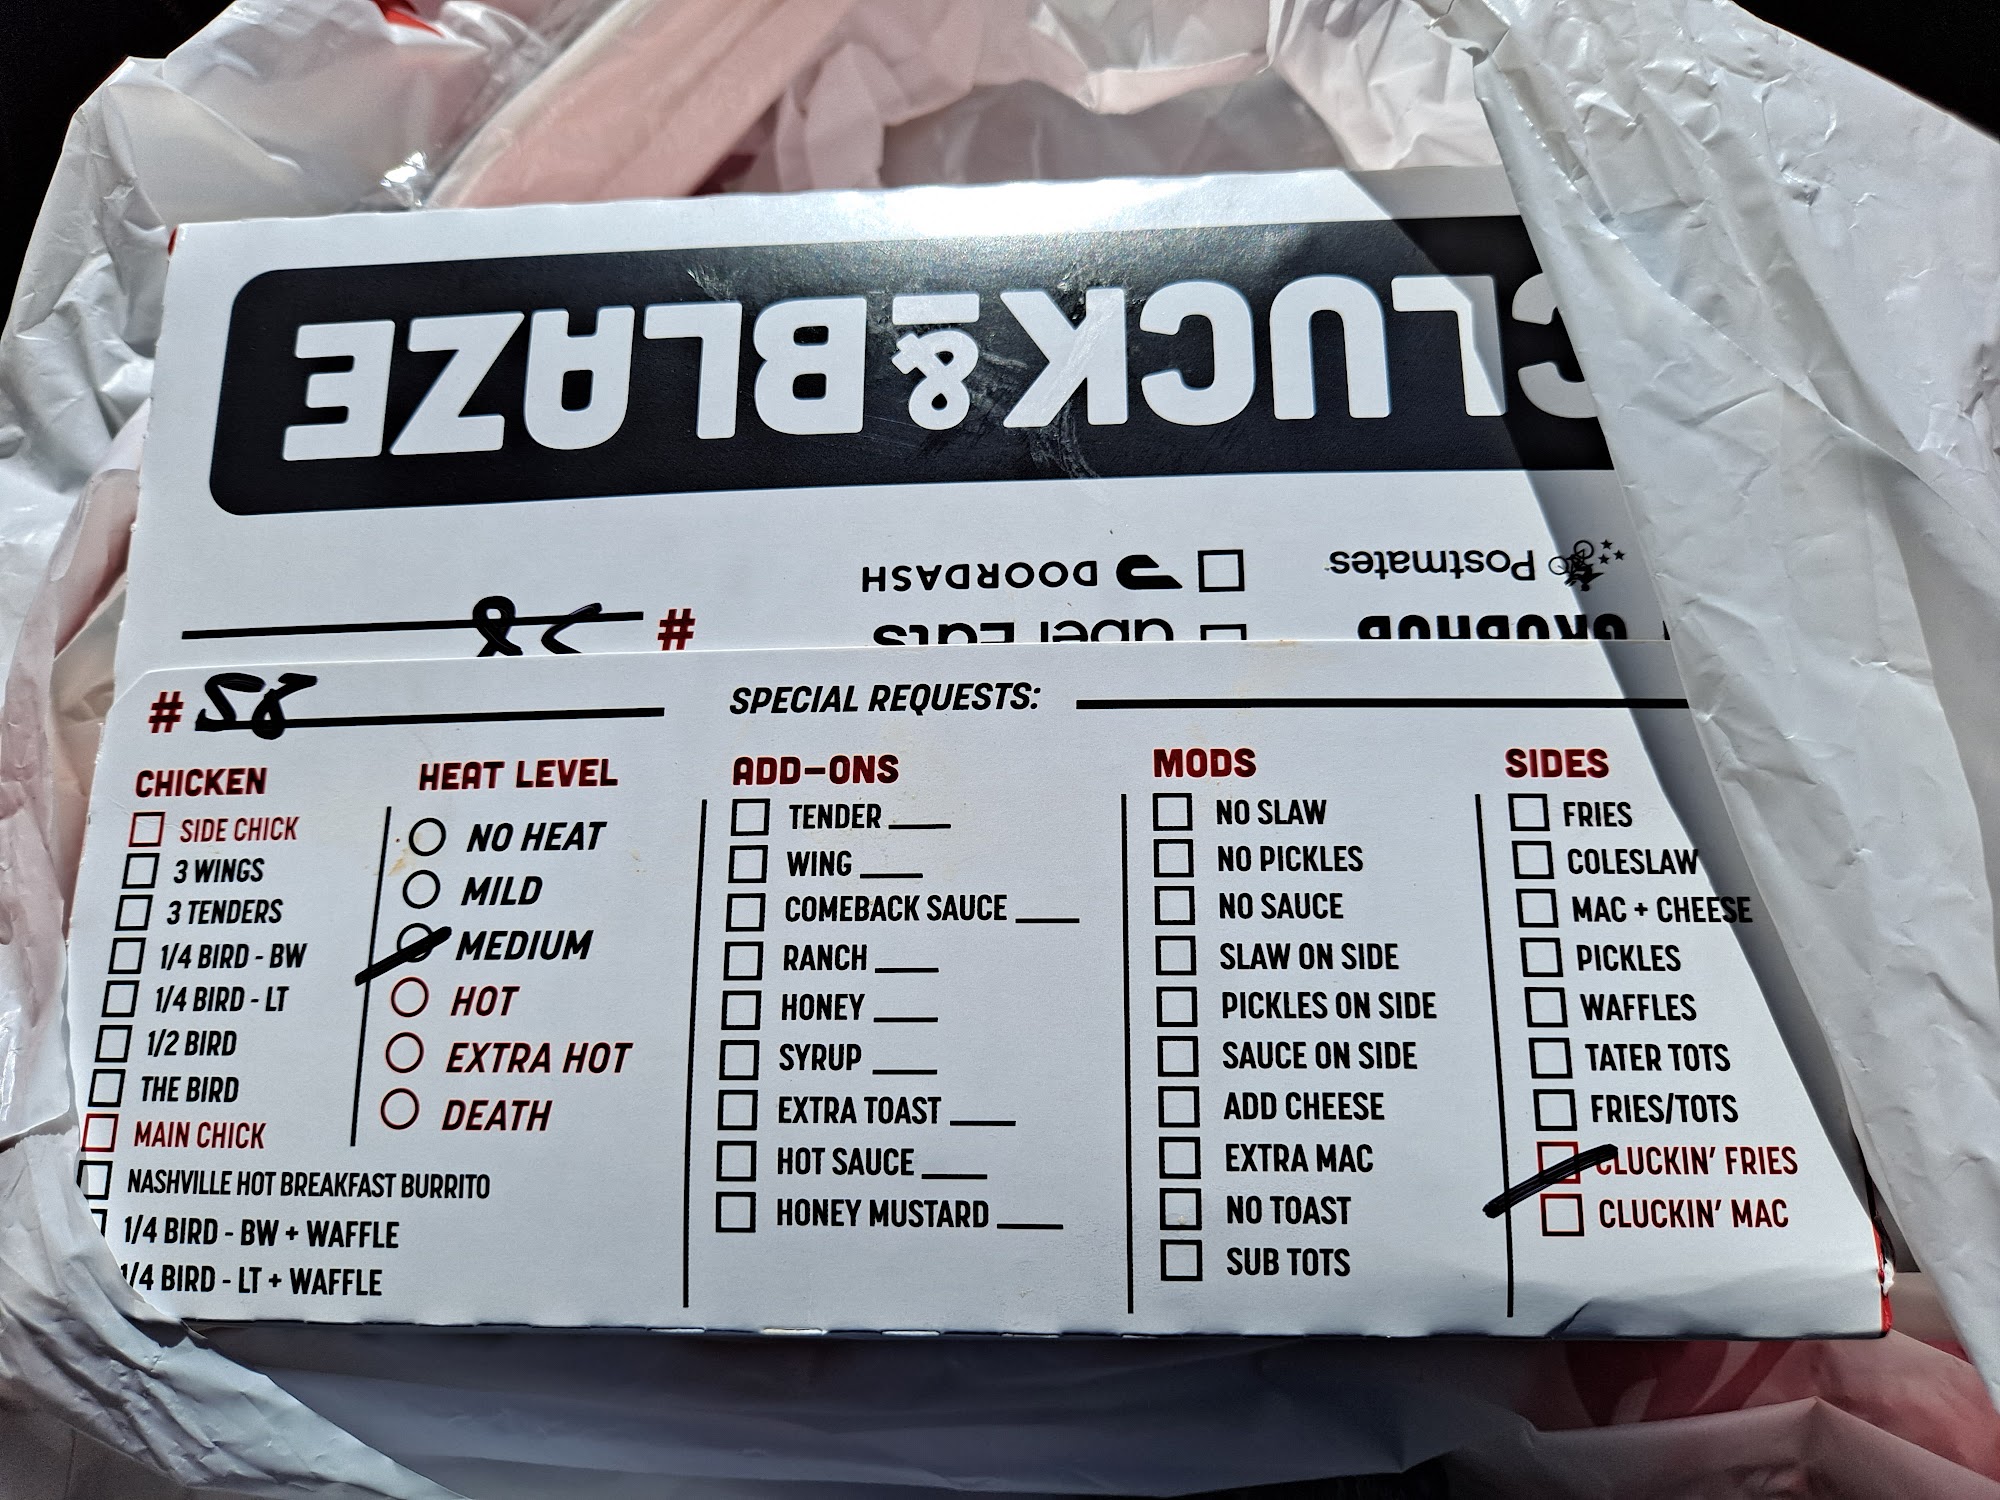 CLUCK & BLAZE
DOORDASH
Postmates
Uber Eats
GRUBHUB
#
#
SPECIAL REQUESTS:
CHICKEN
SIDE CHICK
3 WINGS
3 TENDERS
1/4 BIRD - BW
1/4 BIRD - LT
1/2 BIRD
THE BIRD
MAIN CHICK
NASHVILLE HOT BREAKFAST BURRITO
1/4 BIRD - BW + WAFFLE
1/4 BIRD - LT + WAFFLE
HEAT LEVEL
NO HEAT
MILD
MEDIUM
HOT
EXTRA HOT
DEATH
ADD-ONS
TENDER
WING
COMEBACK SAUCE
RANCH
HONEY
SYRUP
EXTRA TOAST
HOT SAUCE
HONEY MUSTARD
MODS
NO SLAW
NO PICKLES
NO SAUCE
SLAW ON SIDE
PICKLES ON SIDE
SAUCE ON SIDE
ADD CHEESE
EXTRA MAC
NO TOAST
SUB TOTS
SIDES
FRIES
COLESLAW
MAC + CHEESE
PICKLES
WAFFLES
TATER TOTS
FRIES/TOTS
CLUCKIN' FRIES
CLUCKIN' MAC